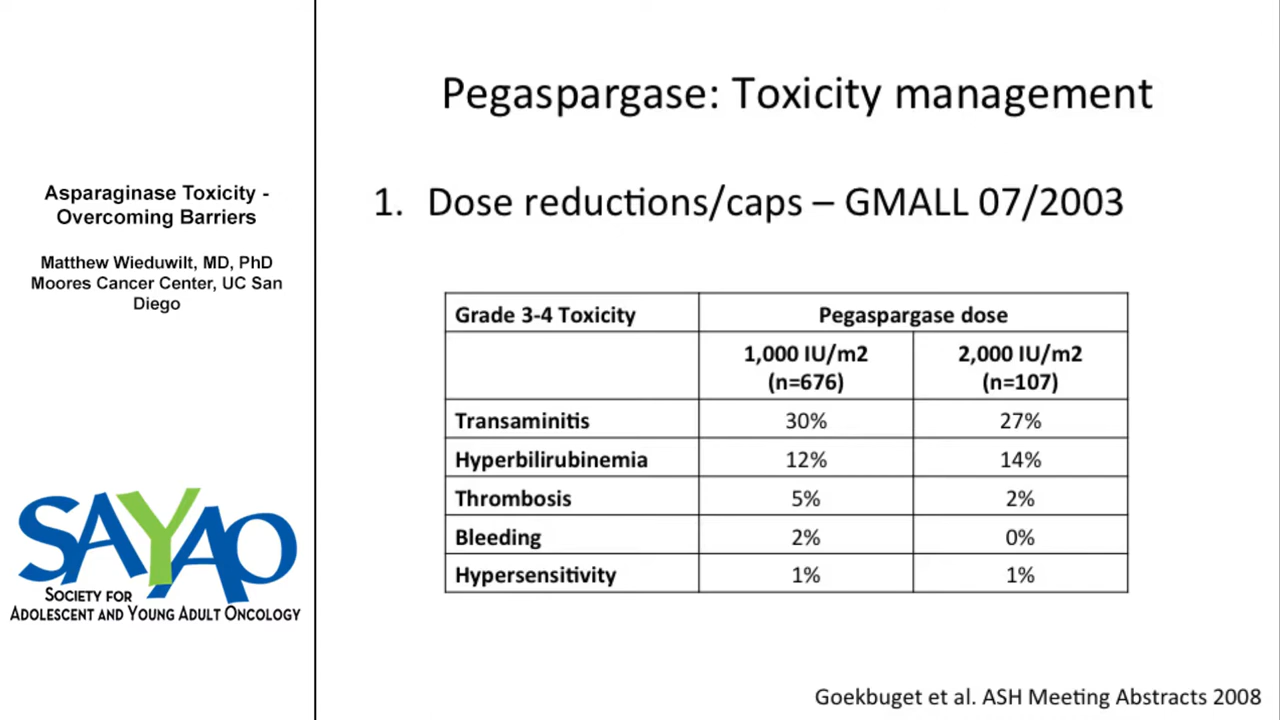 Pegaspargase: Toxicity management
Asparaginase Toxicity -
Overcoming Barriers
Matthew Wieduwilt, MD, PhD
Moores Cancer Center, UC San
Diego
1. Dose reductions/caps – GMALL 07/2003
Grade 3-4 Toxicity Pegaspargase dose
1,000 IU/m2 2,000 IU/m2
(n=676) (n=107)
Transaminitis 30% 27%
Hyperbilirubinemia 12% 14%
Thrombosis 5% 2%
Bleeding 2% 0%
Hypersensitivity 1% 1%
SAYAO
SOCIETY FOR
ADOLESCENT AND YOUNG ADULT ONCOLOGY
Goekbuget et al. ASH Meeting Abstracts 2008